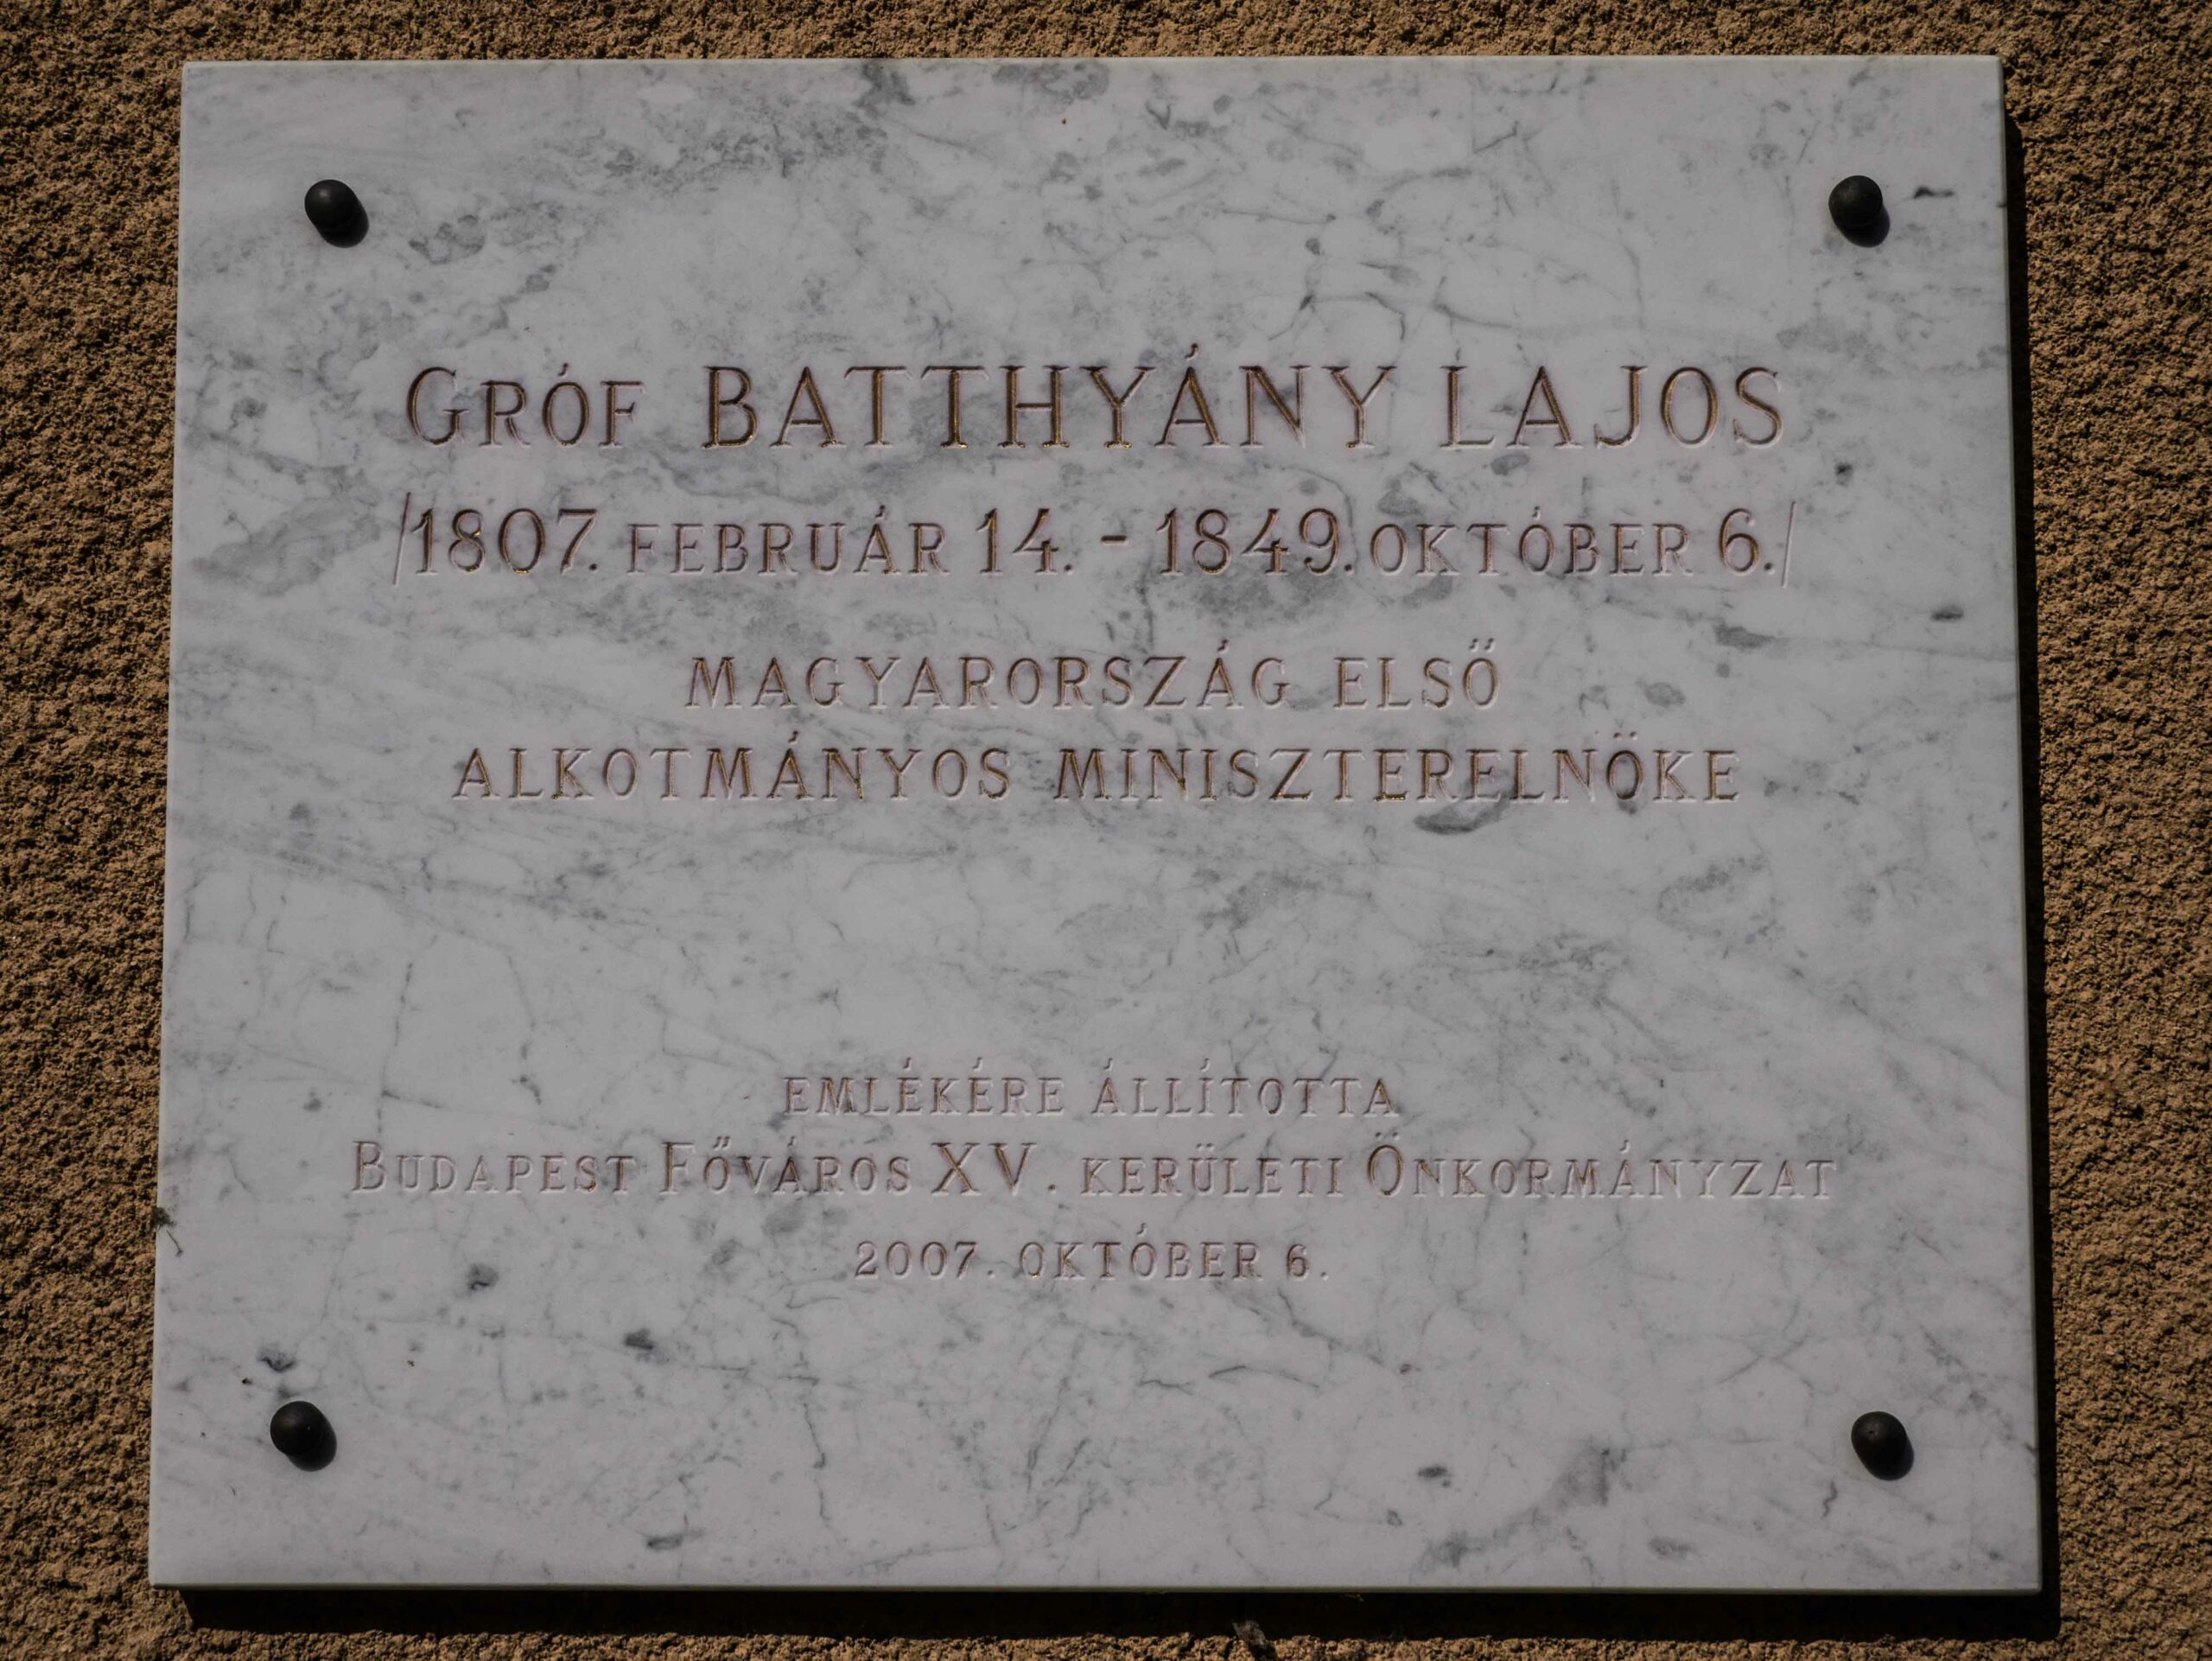 GRÓF BATTHYÁNY LAJOS
/1807. FEBRUÁR 14. - 1849. OKTÓBER 6./
MAGYARORSZÁG ELSŐ
ALKOTMÁNYOS MINISZTERELNÖKE
EMLÉKÉRE ÁLLÍTOTTA
BUDAPEST FŐVÁROS XV. KERÜLETI ÖNKORMÁNYZAT
2007. OKTÓBER 6.